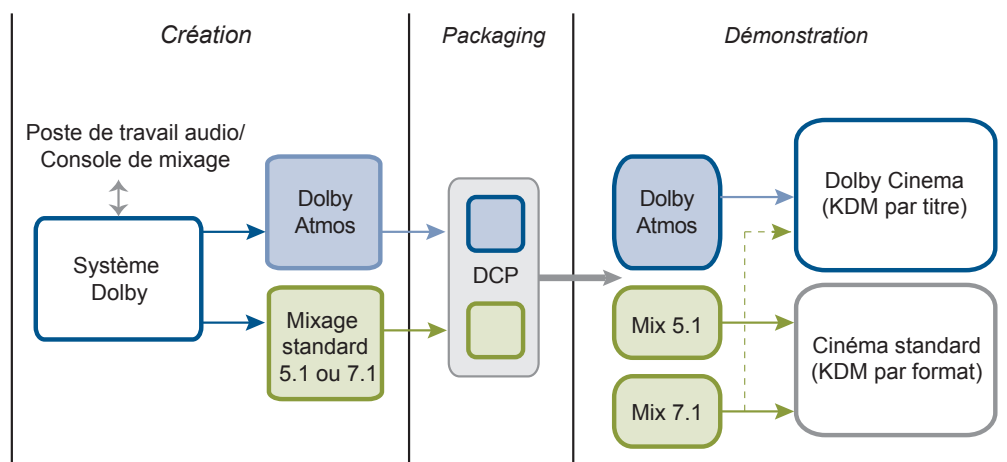 Création
Packaging
Démonstration
Poste de travail audio/
Console de mixage
Système
Dolby
Dolby
Atmos
Mixage
standard
5.1 ou 7.1
DCP
Dolby
Atmos
Mix 5.1
Mix 7.1
Dolby Cinema
(KDM par titre)
Cinéma standard
(KDM par format)